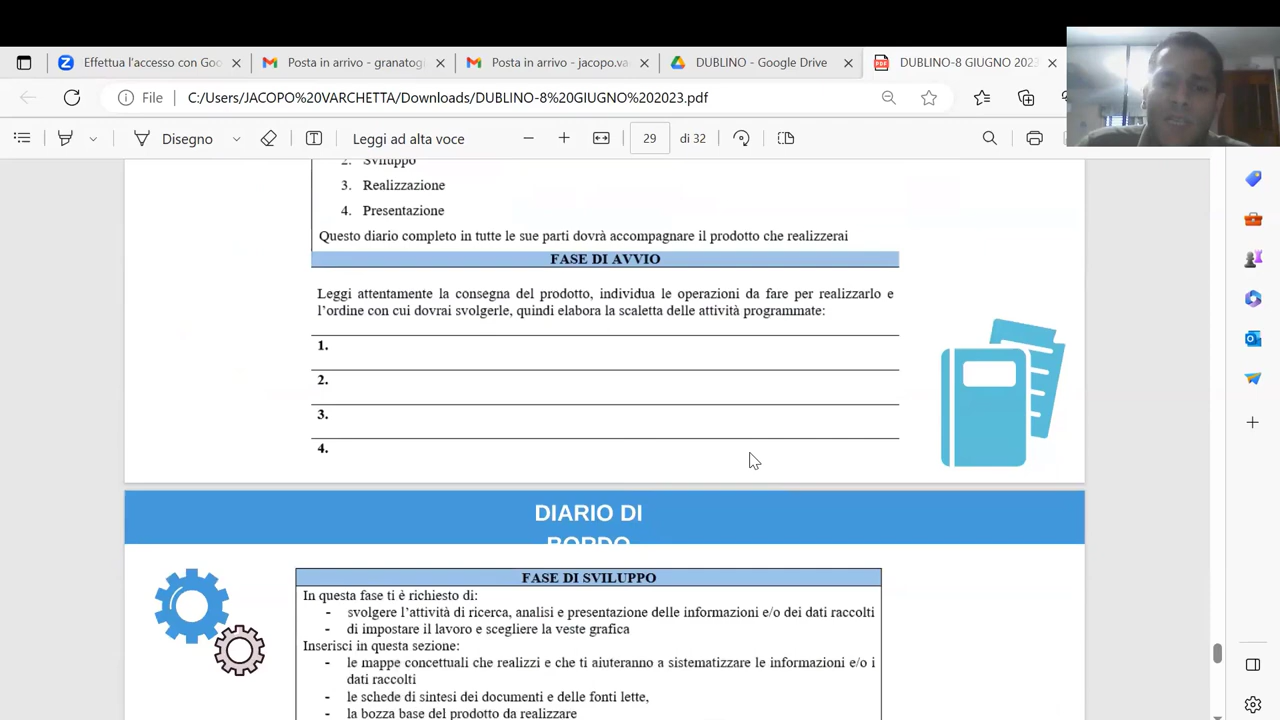 Effettua l'accesso in Goo
Posta in arrivo - granatog
Posta in arrivo - jacopo.va
DUBLINO - Google Drive
PDF
DUBLINO-8 GIUGNO 2023
File
C:/Users/JACOPO%20VARCHETTA/Downloads/DUBLINO-8%20GIUGNO%202023.pdf
Disegno
Leggi ad alta voce
29
di 32
2. Sviluppo
3. Realizzazione
4. Presentazione
Questo diario completo in tutte le sue parti dovrà accompagnare il prodotto che realizzerai
FASE DI AVVIO
Leggi attentamente la consegna del prodotto, individua le operazioni da fare per realizzarlo e
l'ordine con cui dovrai svolgerle, quindi elabora la scaletta delle attività programmate:
1.
2.
3.
4.
DIARIO DI
BORDO
FASE DI SVILUPPO
In questa fase ti è richiesto di:
- svolgere l'attività di ricerca, analisi e presentazione delle informazioni e/o dei dati raccolti
- di impostare il lavoro e scegliere la veste grafica
Inserisci in questa sezione:
- le mappe concettuali che realizzi e che ti aiuteranno a sistematizzare le informazioni e/o i
dati raccolti
- le schede di sintesi dei documenti e delle fonti lette,
- la bozza base del prodotto da realizzare